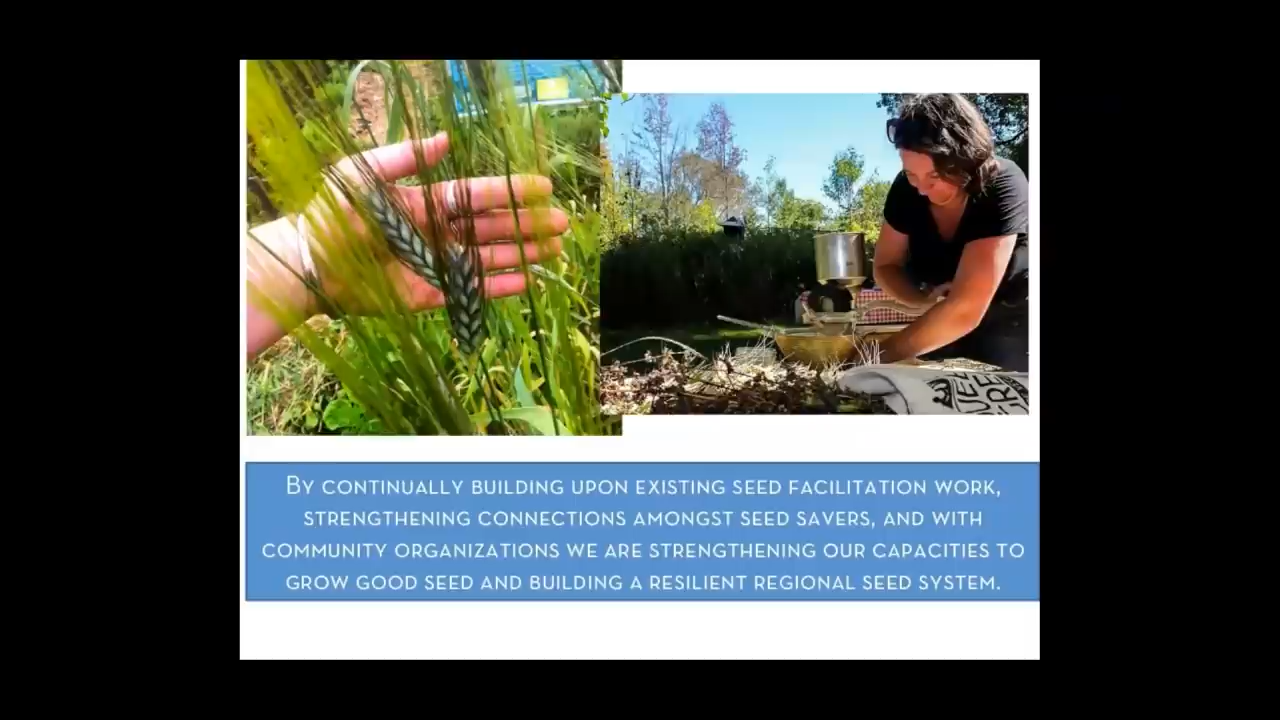 By continually building upon existing seed facilitation work,
strengthening connections amongst seed savers, and with
community organizations we are strengthening our capacities to
grow good seed and building a resilient regional seed system.